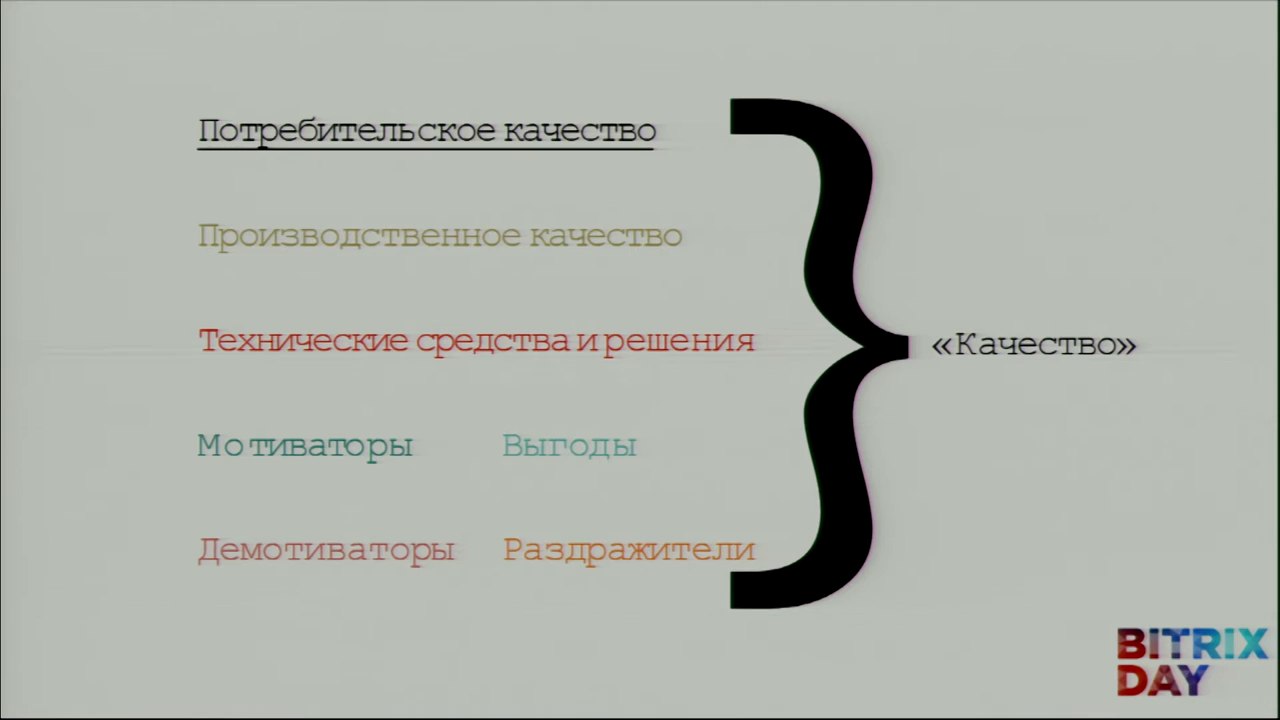 Потребительское качество
Производственное качество
Технические средства и решения
«Качество»
Мотиваторы Выгоды
Демотиваторы Раздражители
BITRIX
DAY